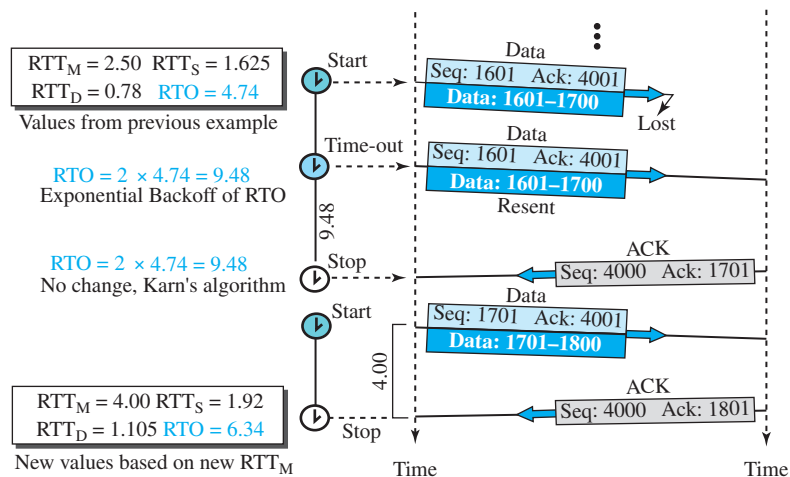 RTT_M = 2.50 RTT_S = 1.625
RTT_D = 0.78 RTO = 4.74
Values from previous example
Start
Data
Seq: 1601 Ack: 4001
Data: 1601–1700
Lost
RTO = 2 × 4.74 = 9.48
Exponential Backoff of RTO
Time-out
Seq: 1601 Ack: 4001
Data: 1601–1700
Resent
9.48
RTO = 2 × 4.74 = 9.48
No change, Karn's algorithm
Stop
ACK
Seq: 4000 Ack: 1701
Start
Data
Seq: 1701 Ack: 4001
Data: 1701–1800
4.00
RTT_M = 4.00 RTT_S = 1.92
RTT_D = 1.105 RTO = 6.34
New values based on new RTT_M
Stop
ACK
Seq: 4000 Ack: 1801
Time
Time